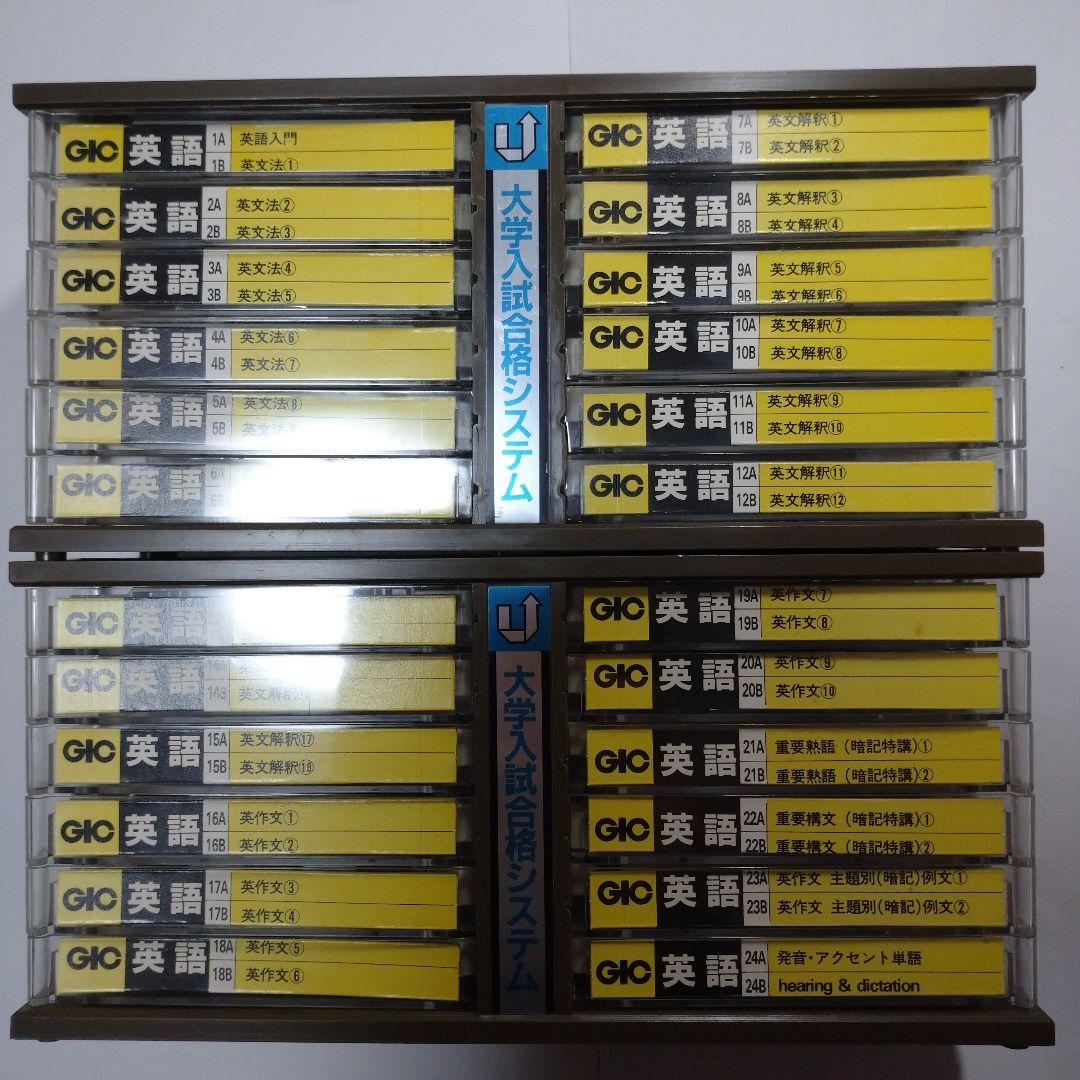 GIC 英語 1A 英語入門
1B 英文法①
GIC 英語 2A 英文法②
2B 英文法③
GIC 英語 3A 英文法④
3B 英文法⑤
GIC 英語 4A 英文法⑥
4B 英文法⑦
GIC 英語 5A 英文法⑧
5B 英文法
GIC 英語 6A
6B
大学入試合格システム
GIC 英語 7A 英文解釈①
7B 英文解釈②
GIC 英語 8A 英文解釈③
8B 英文解釈④
GIC 英語 9A 英文解釈⑤
9B 英文解釈⑥
GIC 英語 10A 英文解釈⑦
10B 英文解釈⑧
GIC 英語 11A 英文解釈⑨
11B 英文解釈⑩
GIC 英語 12A 英文解釈⑪
12B 英文解釈⑫
GIC 英語
GIC 英語
14B 英文解釈
GIC 英語 15A 英文解釈⑰
15B 英文解釈⑱
GIC 英語 16A 英作文①
16B 英作文②
GIC 英語 17A 英作文③
17B 英作文④
GIC 英語 18A 英作文⑤
18B 英作文⑥
大学入試合格システム
GIC 英語 19A 英作文⑦
19B 英作文⑧
GIC 英語 20A 英作文⑨
20B 英作文⑩
GIC 英語 21A 重要熟語(暗記特講)①
21B 重要熟語(暗記特講)②
GIC 英語 22A 重要構文(暗記特講)①
22B 重要構文(暗記特講)②
GIC 英語 23A 英作文 主題別(暗記)例文①
23B 英作文 主題別(暗記)例文②
GIC 英語 24A 発音・アクセント単語
24B hearing & dictation